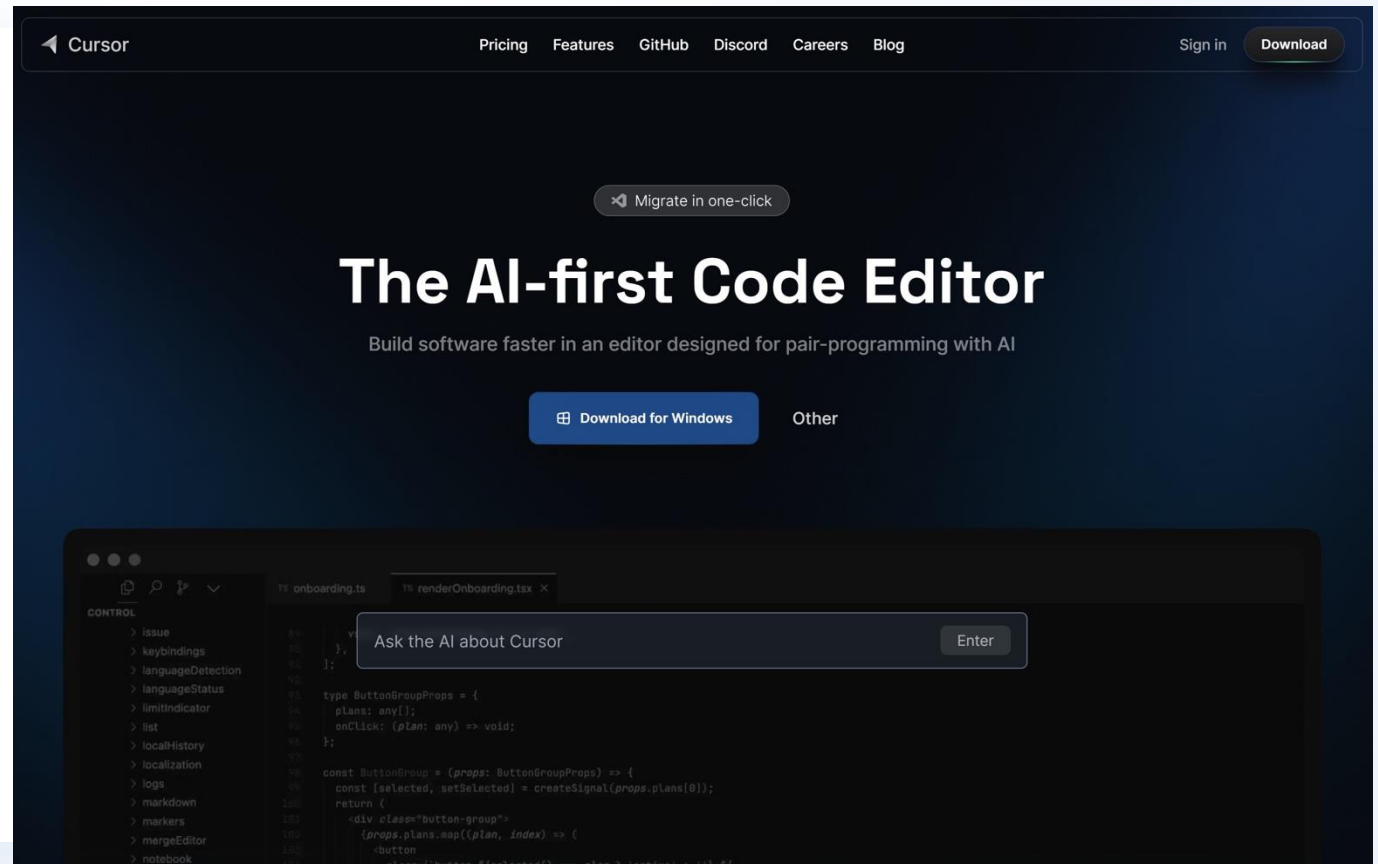 Cursor
Pricing Features GitHub Discord Careers Blog
Sign in Download
Migrate in one-click
The AI-first Code Editor
Build software faster in an editor designed for pair-programming with AI
Download for Windows Other
TS onboarding.ts TS renderOnboarding.tsx ×
CONTROL
> issue
> keybindings
> languageDetection
> languageStatus
> limitIndicator
> list
> localHistory
> localization
> logs
> markdown
> markers
> mergeEditor
> notebook
Ask the AI about Cursor Enter
},
];
type ButtonGroupProps = {
plans: any[];
onClick: (plan: any) => void;
};
const ButtonGroup = (props: ButtonGroupProps) => {
const [selected, setSelected] = createSignal(props.plans[0]);
return (
<div class="button-group">
{props.plans.map((plan, index) => (
<button